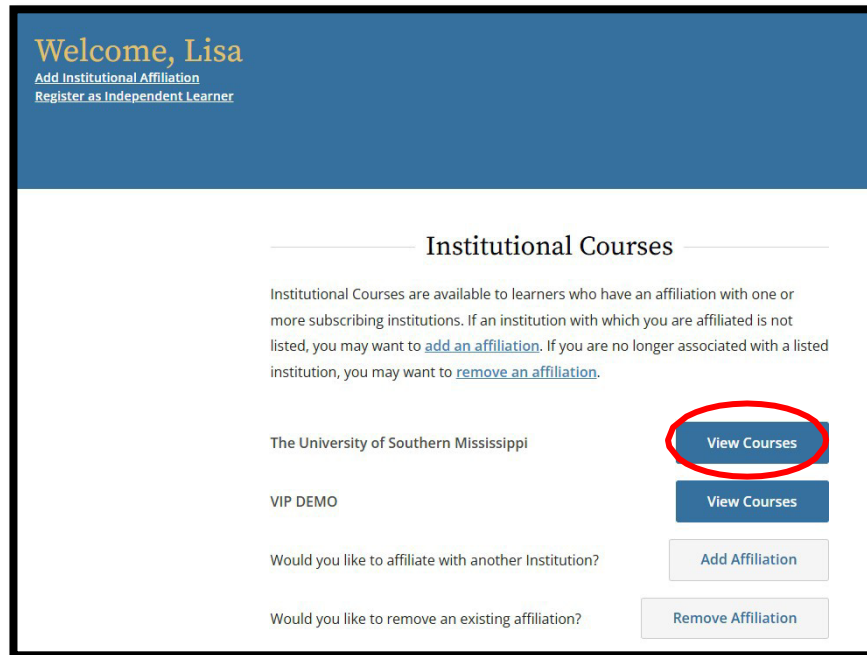 Welcome, Lisa
Add Institutional Affiliation
Register as Independent Learner
Institutional Courses
Institutional Courses are available to learners who have an affiliation with one or
more subscribing institutions. If an institution with which you are affiliated is not
listed, you may want to add an affiliation. If you are no longer associated with a listed
institution, you may want to remove an affiliation.
The University of Southern Mississippi View Courses
VIP DEMO View Courses
Would you like to affiliate with another Institution? Add Affiliation
Would you like to remove an existing affiliation? Remove Affiliation